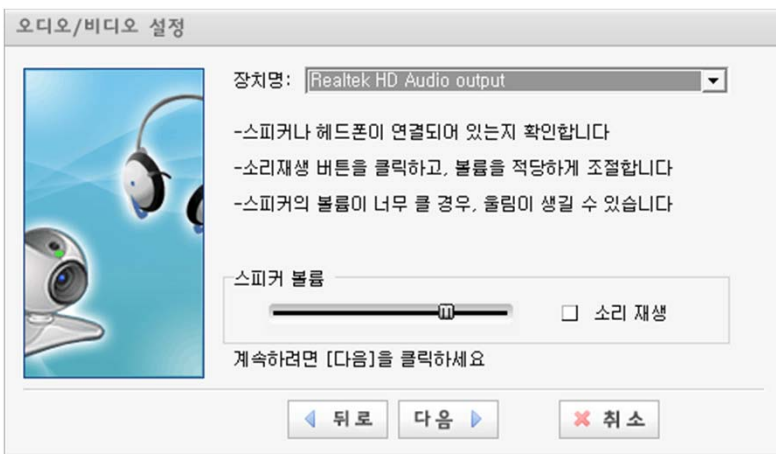 오디오/비디오 설정
장치명: Realtek HD Audio output
-스피커나 헤드폰이 연결되어 있는지 확인합니다
-소리재생 버튼을 클릭하고, 볼륨을 적당하게 조절합니다
-스피커의 볼륨이 너무 클 경우, 울림이 생길 수 있습니다
스피커 볼륨
소리 재생
계속하려면 [다음]을 클릭하세요
뒤로 다음 취소